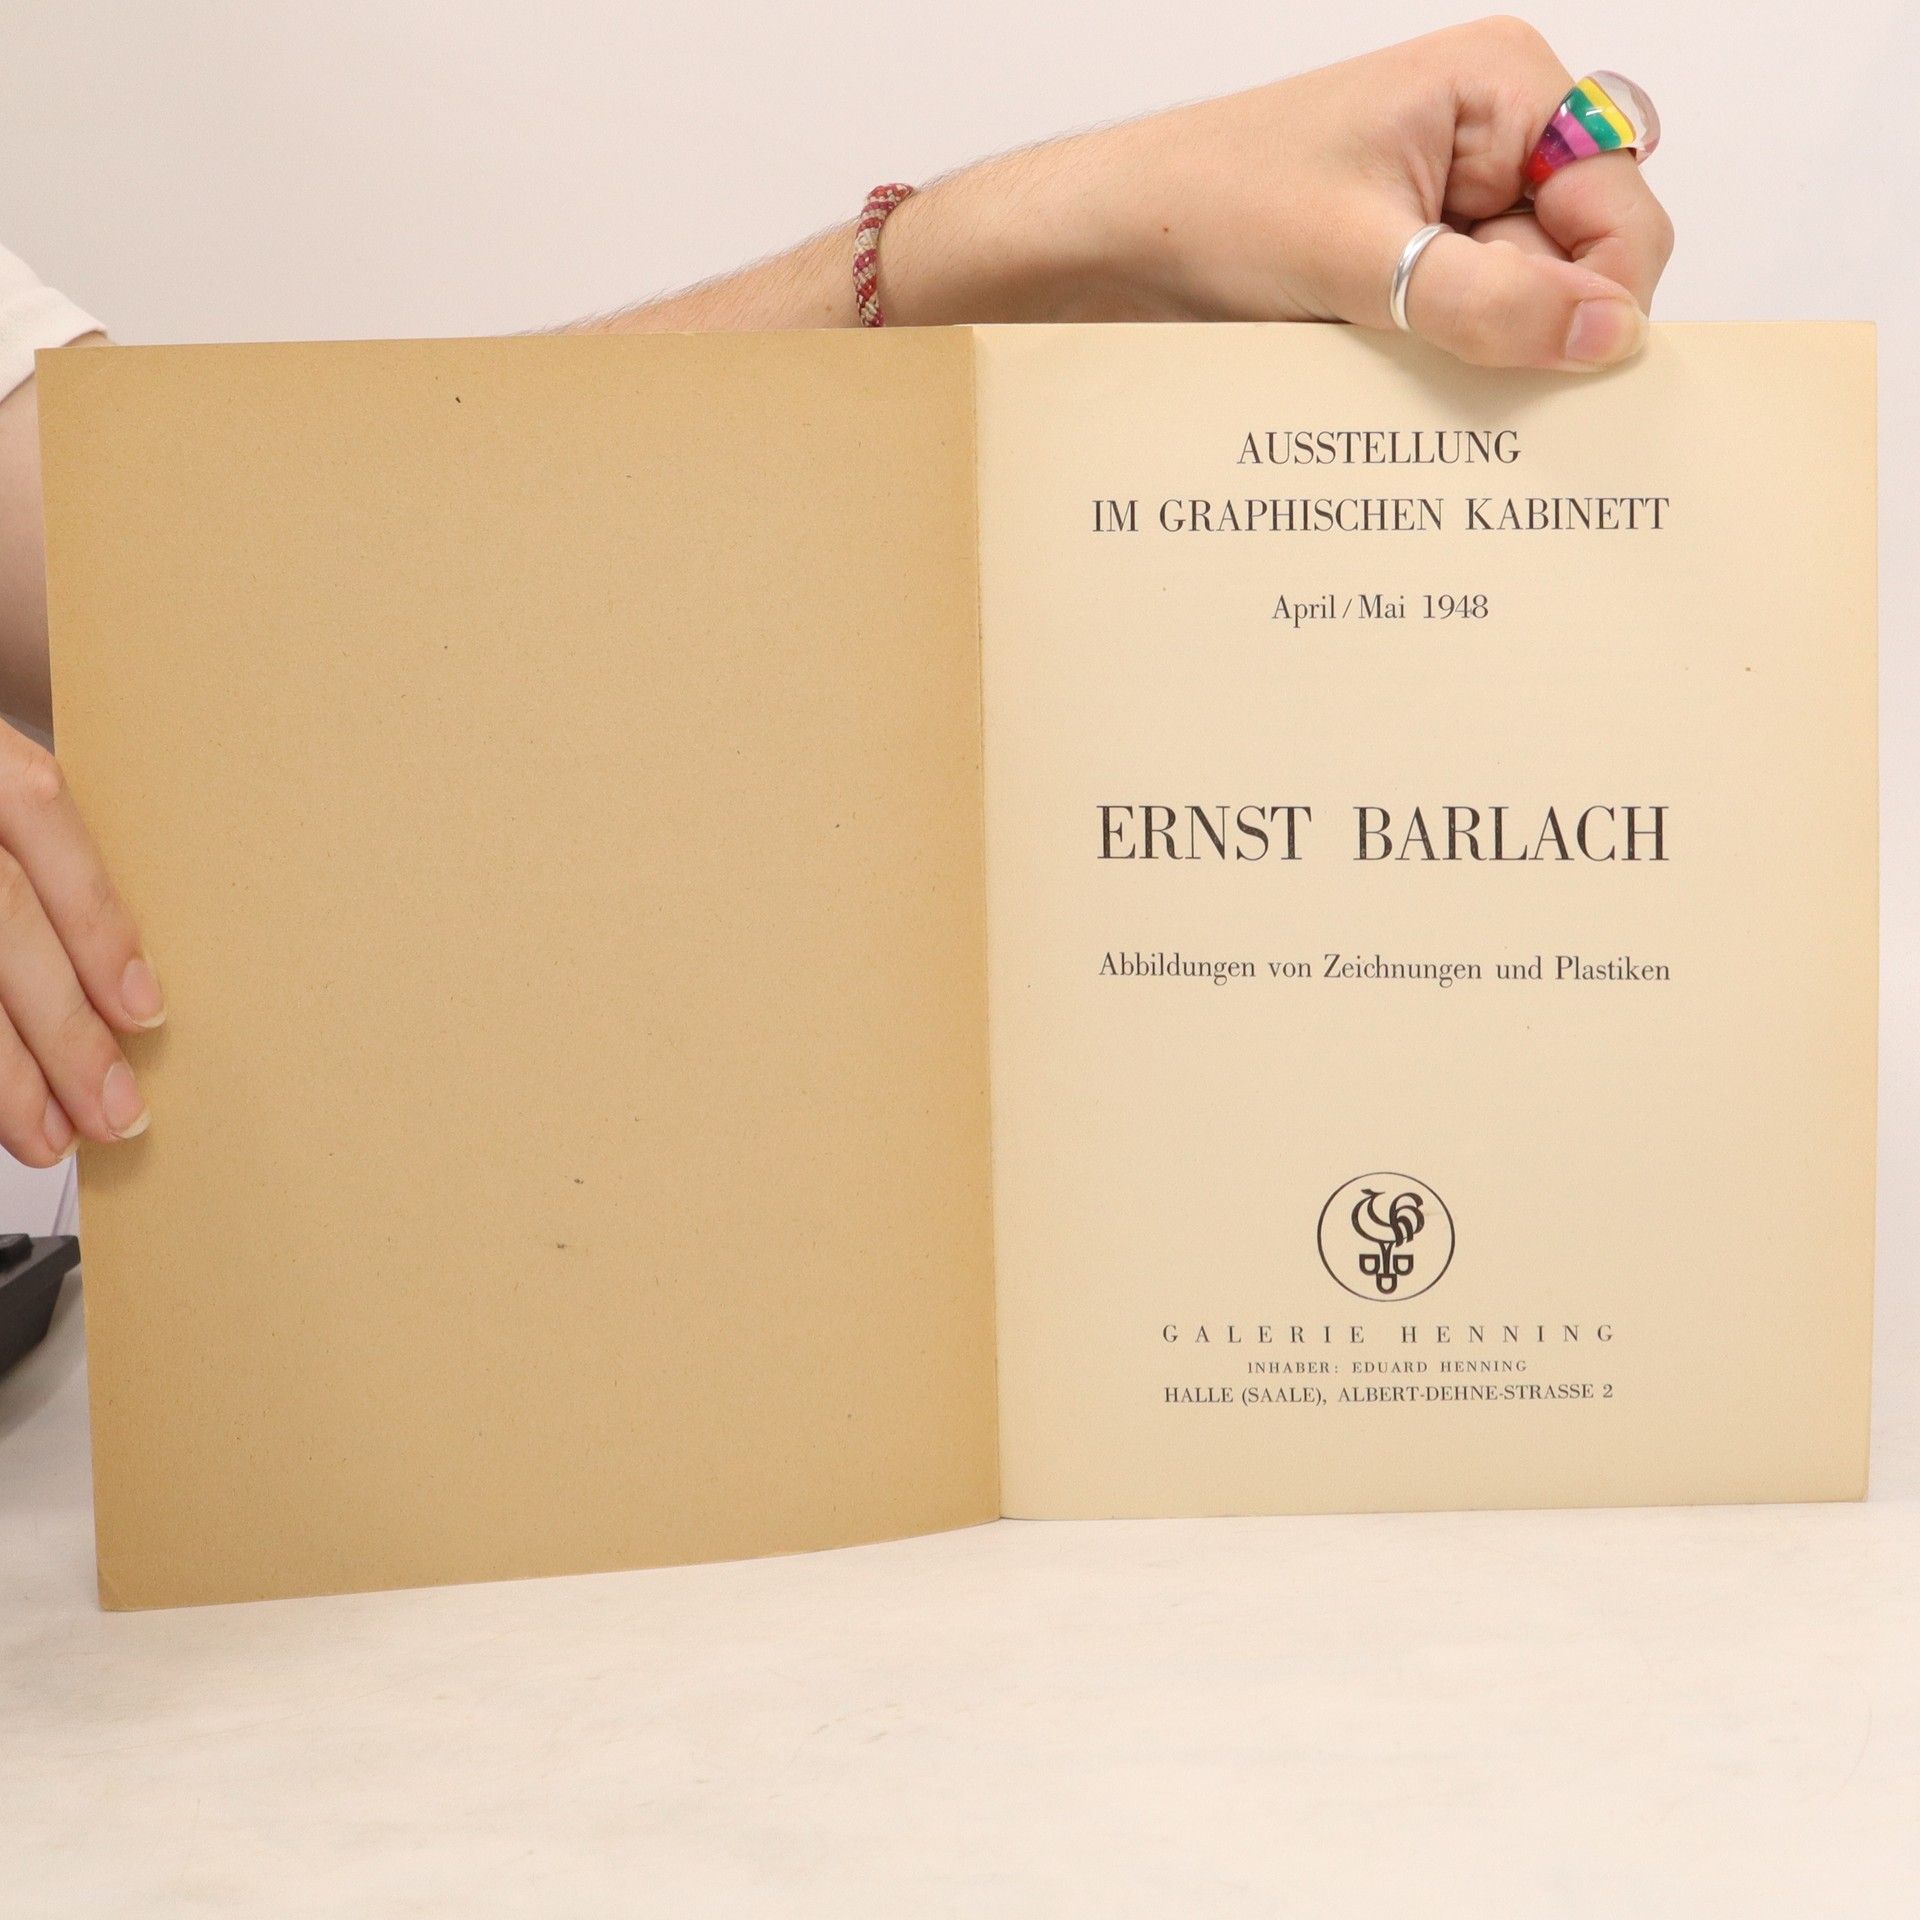 AUSSTELLUNG
IM GRAPHISCHEN KABINETT
April / Mai 1948
ERNST BARLACH
Abbildungen von Zeichnungen und Plastiken
GALERIE HENNING
INHABER: EDUARD HENNING
HALLE (SAALE), ALBERT-DEHNE-STRASSE 2